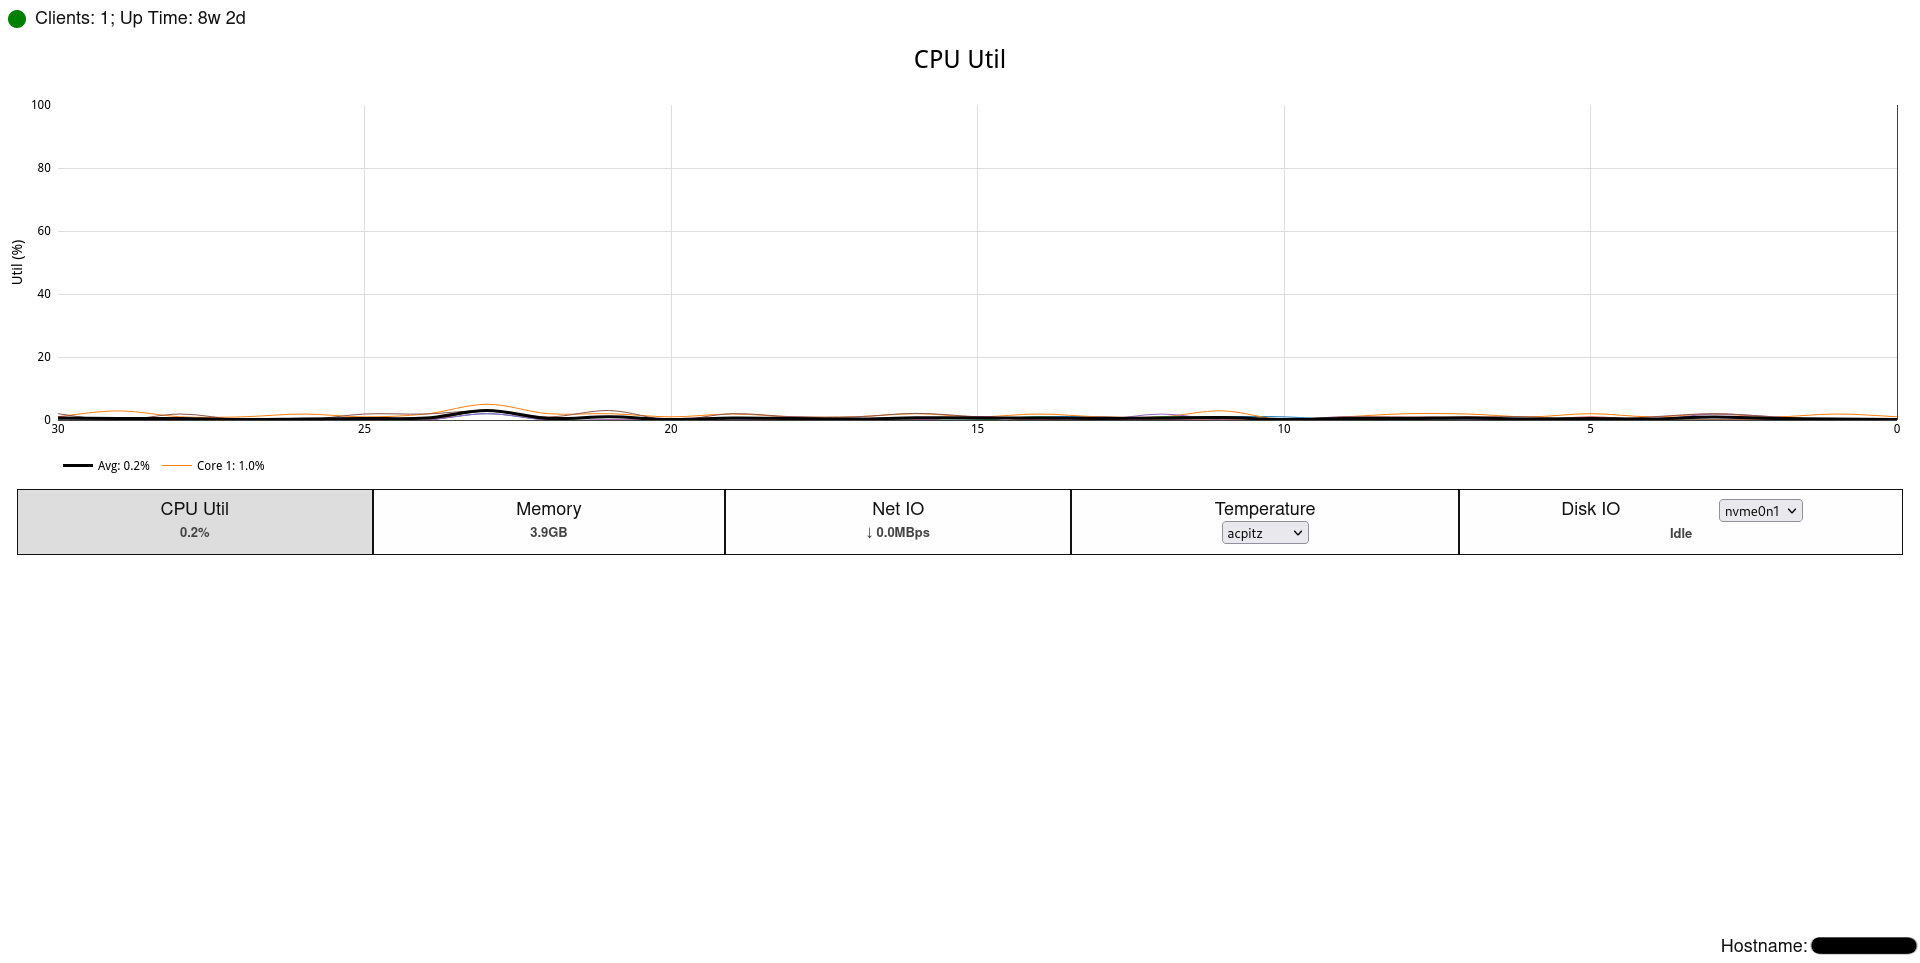 Clients: 1; Up Time: 8w 2d
CPU Util
Util (%)
100
80
60
40
20
0
30 25 20 15 10 5 0
Avg: 0.2% Core 1: 1.0%
CPU Util Memory Net IO Temperature Disk IO nvme0n1
0.2% 3.9GB ↓ 0.0MBps acpitz Idle
Hostname: